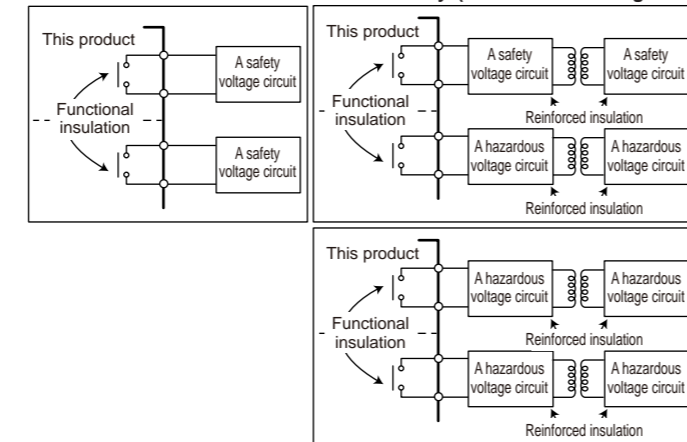 This product
A safety
voltage circuit
Functional
insulation
A safety
voltage circuit
This product
A safety
voltage circuit
A safety
voltage circuit
Reinforced insulation
Functional
insulation
A hazardous
voltage circuit
A hazardous
voltage circuit
Reinforced insulation
This product
A hazardous
voltage circuit
A hazardous
voltage circuit
Reinforced insulation
Functional
insulation
A hazardous
voltage circuit
A hazardous
voltage circuit
Reinforced insulation